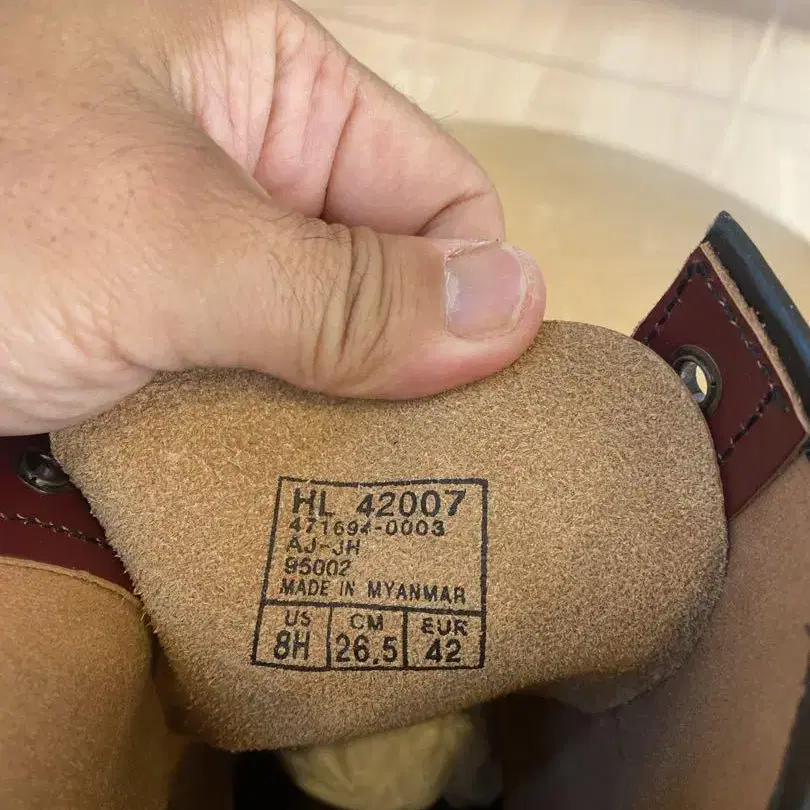 HL 42007
471694-0003
AJ-JH
95002
MADE IN MYANMAR
US CM EUR
8H 26.5 42